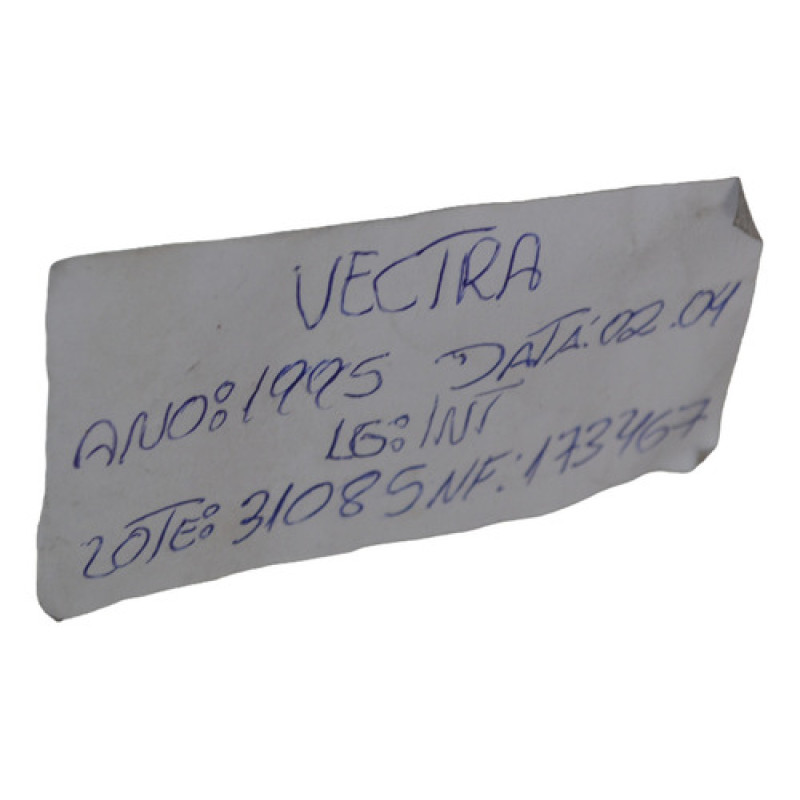 VECTRA
ANO: 1995 DATA: 02.04
LG: INT
LOTE: 31085 NF.: 173467